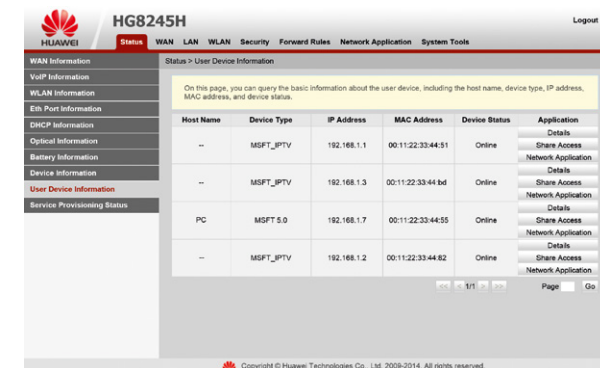 HG8245H
Logout
HUAWEI
Status WAN LAN WLAN Security Forward Rules Network Application System Tools
WAN Information
VoIP Information
WLAN Information
Eth Port Information
DHCP Information
Optical Information
Battery Information
Device Information
User Device Information
Service Provisioning Status
Status > User Device Information
On this page, you can query the basic information about the user device, including the host name, device type, IP address,
MAC address, and device status.
Host Name Device Type IP Address MAC Address Device Status Application
-- MSFT_IPTV 192.168.1.1 00:11:22:33:44:51 Online Details
Share Access
Network Application
-- MSFT_IPTV 192.168.1.3 00:11:22:33:44:bd Online Details
Share Access
Network Application
PC MSFT 5.0 192.168.1.7 00:11:22:33:44:55 Online Details
Share Access
Network Application
-- MSFT_IPTV 192.168.1.2 00:11:22:33:44:82 Online Details
Share Access
Network Application
<< < 1/1 > >> Page Go
Copyright © Huawei Technologies Co., Ltd. 2009-2014. All rights reserved.